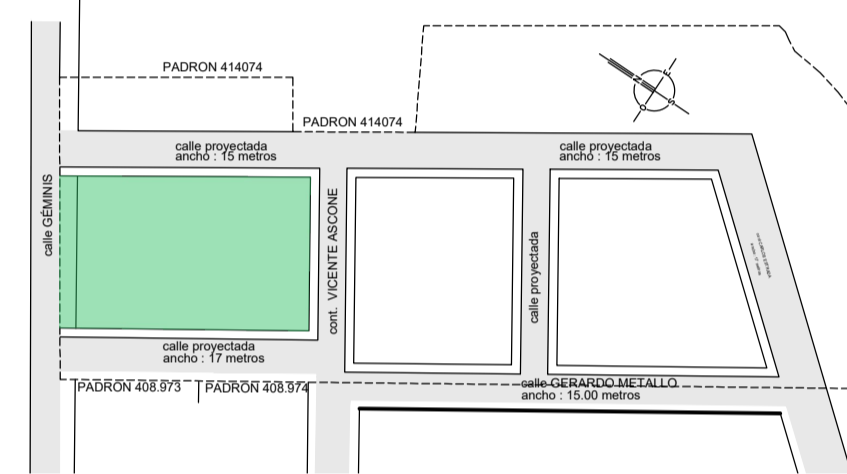 PADRON 414074
PADRON 414074
calle proyectada
ancho : 15 metros
calle proyectada
ancho : 15 metros
N
E
S
O
calle GÉMINIS
cont. VICENTE ASCONE
calle proyectada
calle proyectada
ancho : 17 metros
PADRON 408.973
PADRON 408.974
calle GERARDO METALLO
ancho : 15.00 metros